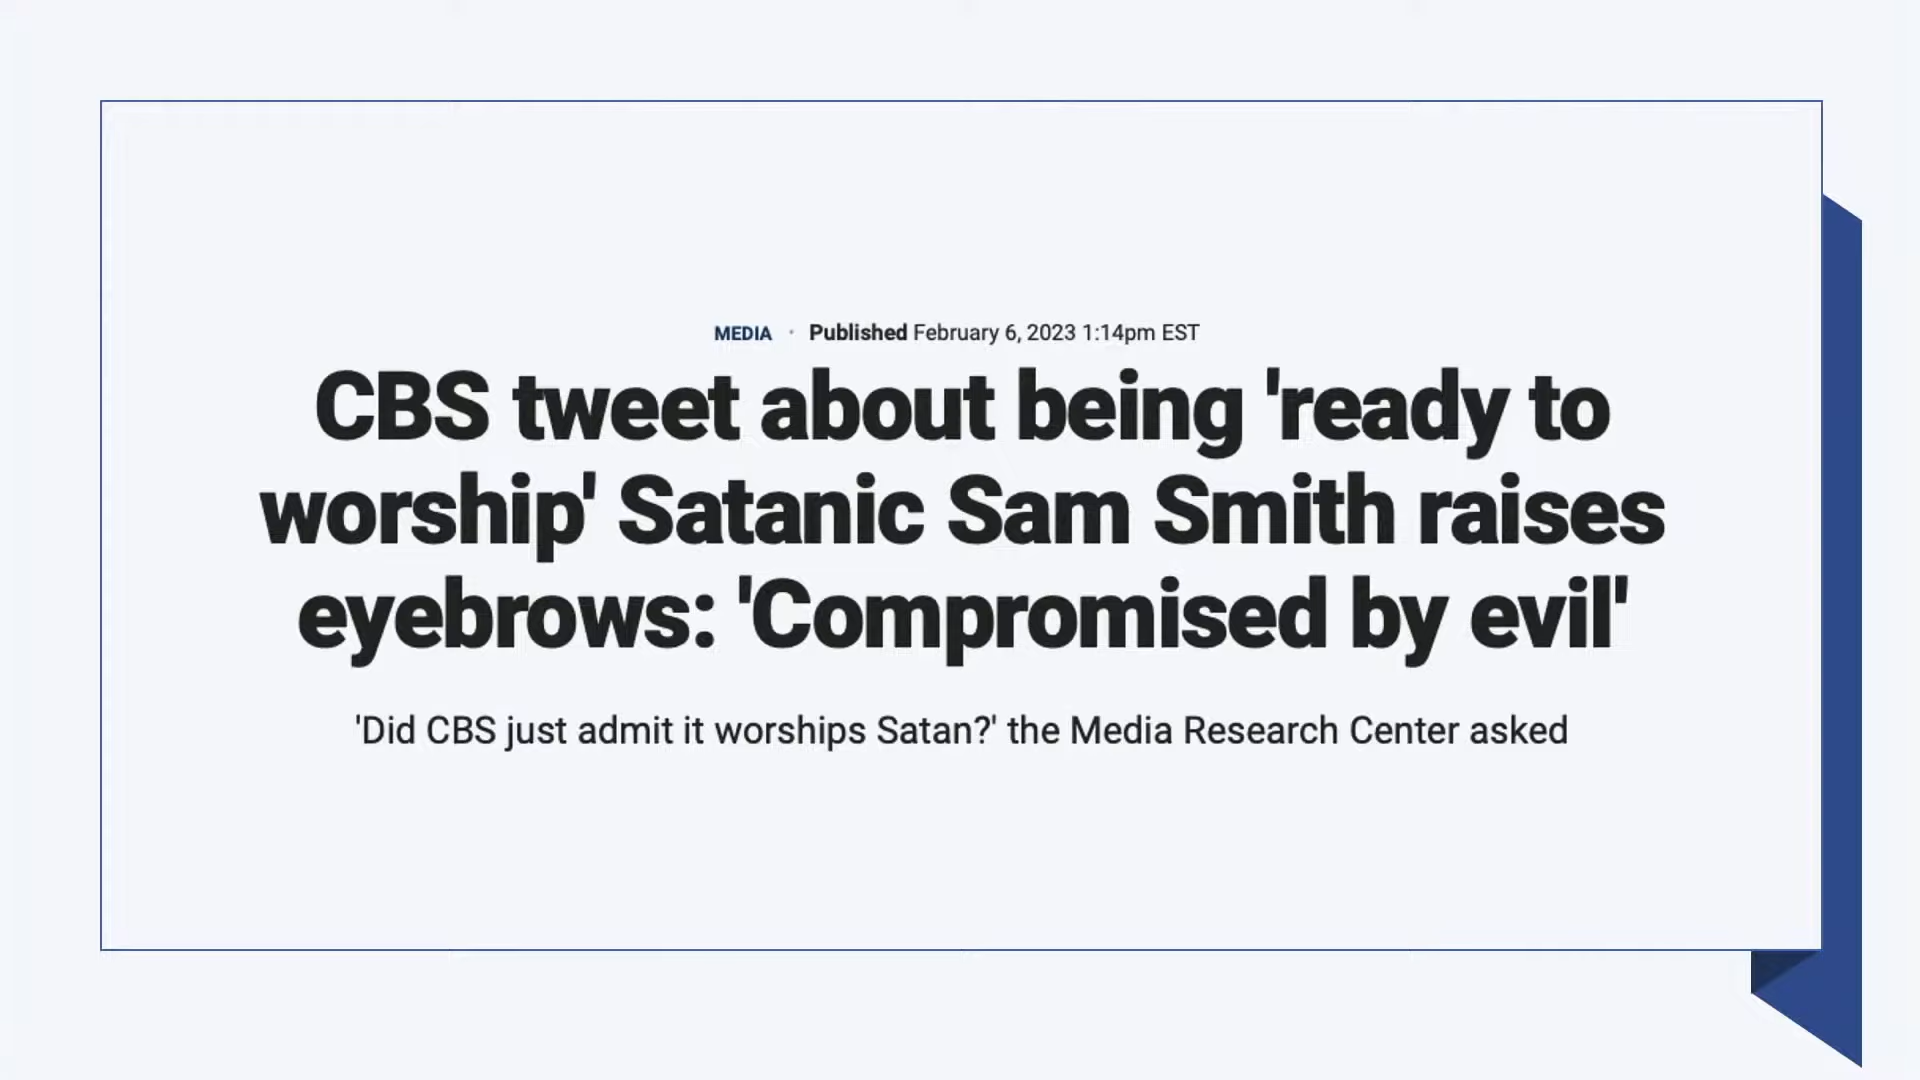 MEDIA · Published February 6, 2023 1:14pm EST
CBS tweet about being 'ready to
worship' Satanic Sam Smith raises
eyebrows: 'Compromised by evil'
'Did CBS just admit it worships Satan?' the Media Research Center asked